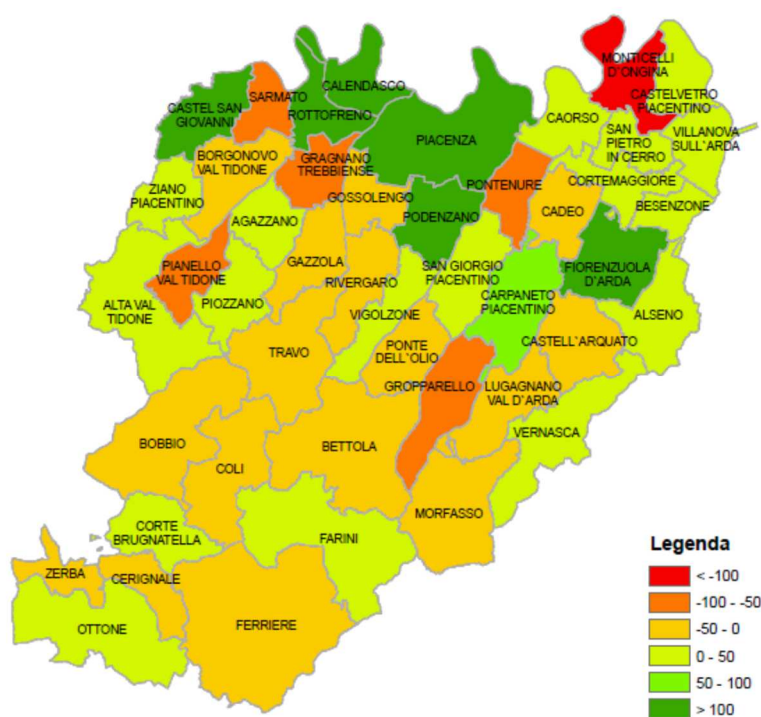 MONTICELLI
D'ONGINA
CASTELVETRO
PIACENTINO
CALENDASCO
SARMATO
CASTEL SAN
GIOVANNI
ROTTOFRENO
CAORSO
SAN
PIETRO
IN CERRO
VILLANOVA
SULL'ARDA
PIACENZA
BORGONOVO
VAL TIDONE
GRAGNANO
TREBBIENSE
ZIANO
PIACENTINO
GOSSOLENGO
PONTENURE
CORTEMAGGIORE
BESENZONE
AGAZZANO
PODENZANO
CADEO
PIANELLO
VAL TIDONE
GAZZOLA
SAN GIORGIO
PIACENTINO
FIORENZUOLA
D'ARDA
RIVERGARO
ALTA VAL
TIDONE
PIOZZANO
CARPANETO
PIACENTINO
VIGOLZONE
ALSENO
TRAVO
PONTE
DELL'OLIO
CASTELL'ARQUATO
GROPPARELLO
LUGAGNANO
VAL D'ARDA
VERNASCA
BOBBIO
COLI
BETTOLA
MORFASSO
CORTE
BRUGNATELLA
FARINI
ZERBA
CERIGNALE
OTTONE
FERRIERE
Legenda
< -100
-100 - -50
-50 - 0
0 - 50
50 - 100
> 100